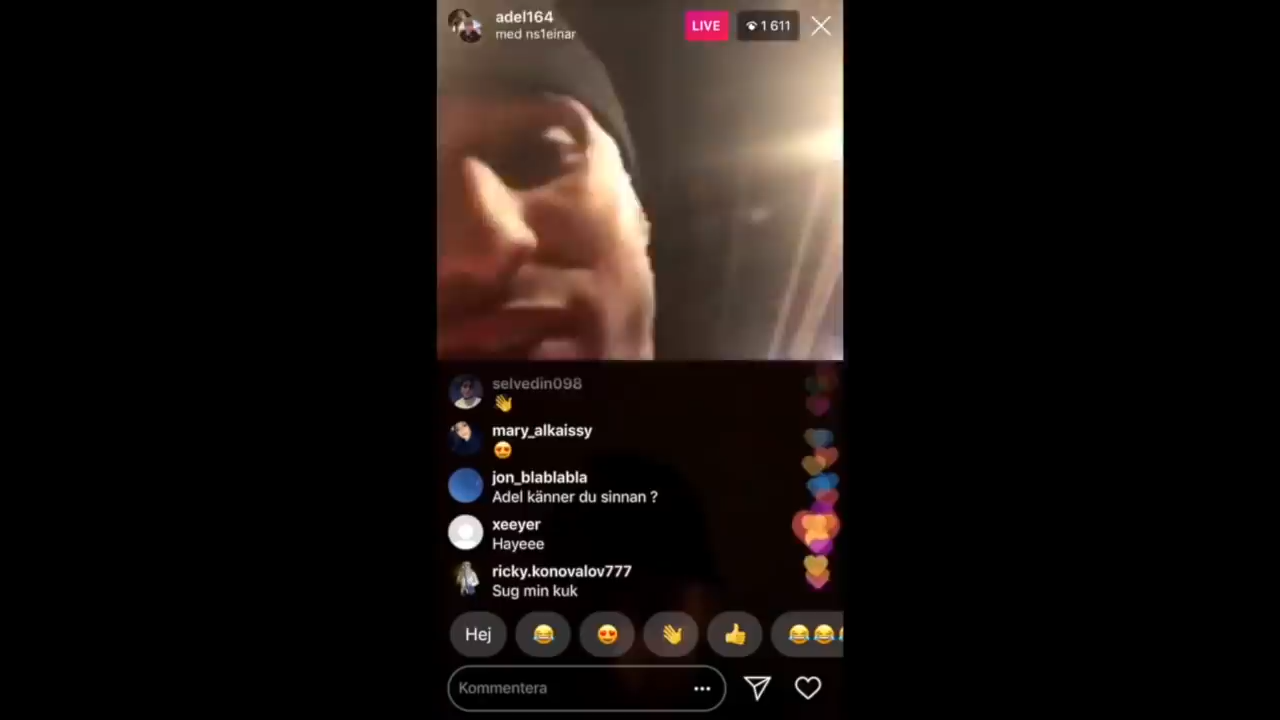 adel164
med ns1einar
LIVE
1 611
selvedin098
👋
mary_alkaissy
😍
jon_blablabla
Adel känner du sinnan ?
xeeyer
Hayeee
ricky.konovalov777
Sug min kuk
Hej 😂 😍 👋 👍 😂😂
Kommentera